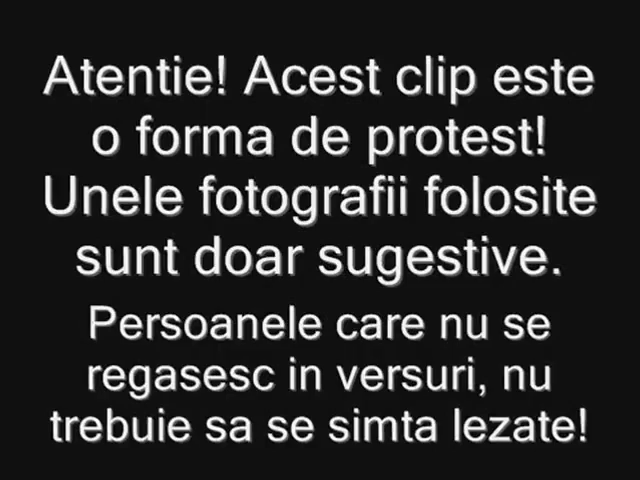 Atentie! Acest clip este
o forma de protest!
Unele fotografii folosite
sunt doar sugestive.
Persoanele care nu se
regasesc in versuri, nu
trebuie sa se simta lezate!